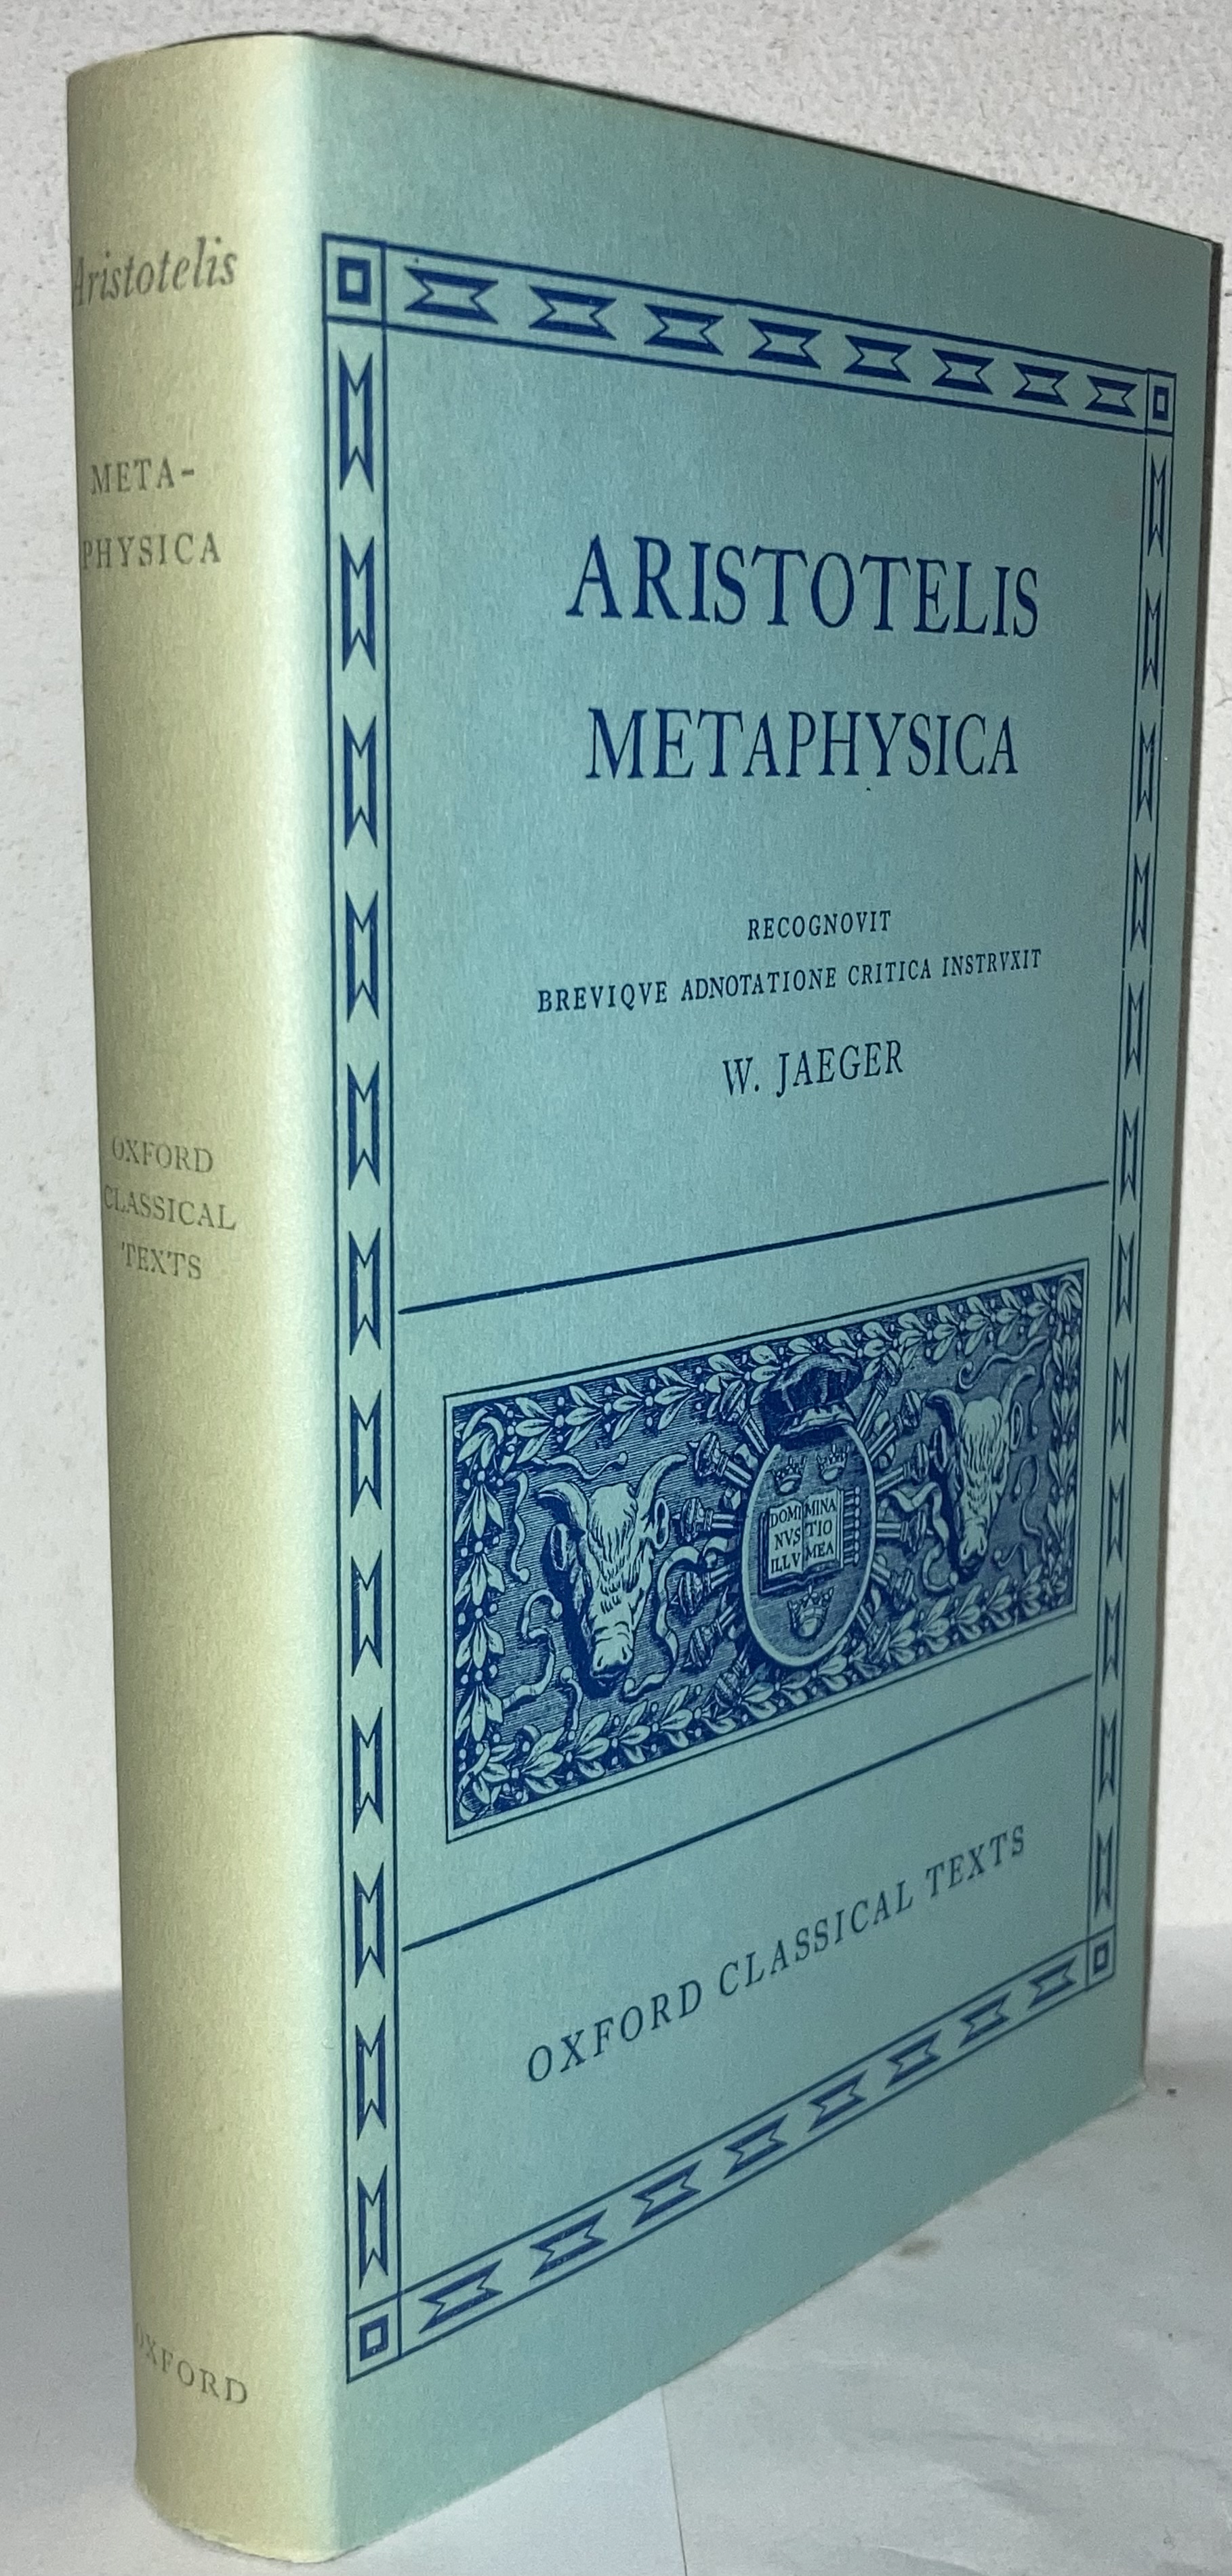 Aristotelis
META-
PHYSICA
OXFORD
CLASSICAL
TEXTS
OXFORD
ARISTOTELIS
METAPHYSICA
RECOGNOVIT
BREVIQVE ADNOTATIONE CRITICA INSTRVXIT
W. JAEGER
DOMI MINA
NVS TIO
ILLV MEA
OXFORD CLASSICAL TEXTS